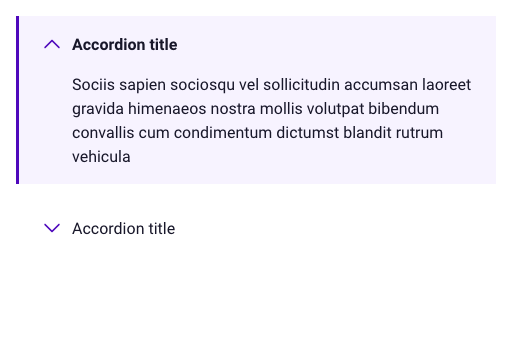 Accordion title
Sociis sapien sociosqu vel sollicitudin accumsan laoreet
gravida himenaeos nostra mollis volutpat bibendum
convallis cum condimentum dictumst blandit rutrum
vehicula
Accordion title